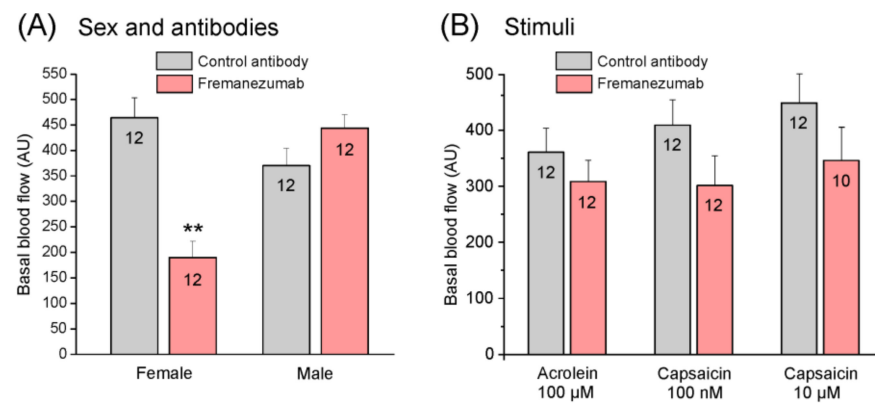 (A) Sex and antibodies
Control antibody
Fremanezumab
Basal blood flow (AU)
550
500
450
400
350
300
250
200
150
100
50
0
12
**
12
12
12
Female
Male
(B) Stimuli
Control antibody
Fremanezumab
Basal blood flow (AU)
500
400
300
200
0
12
12
12
12
12
10
Acrolein
100 µM
Capsaicin
100 nM
Capsaicin
10 µM